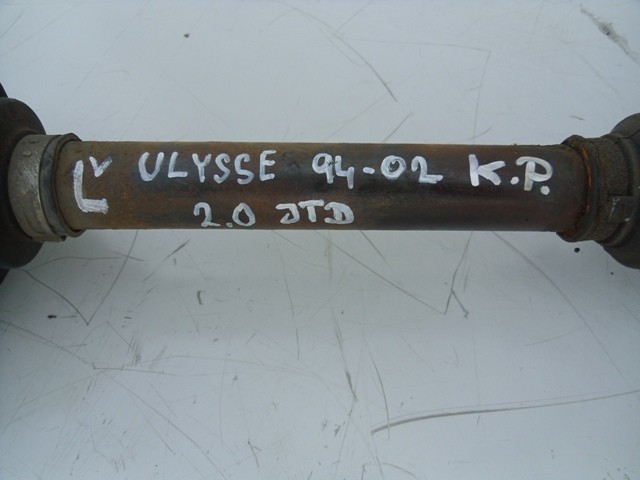 L ULYSSE 94-02 K.P.
2.0 JTD